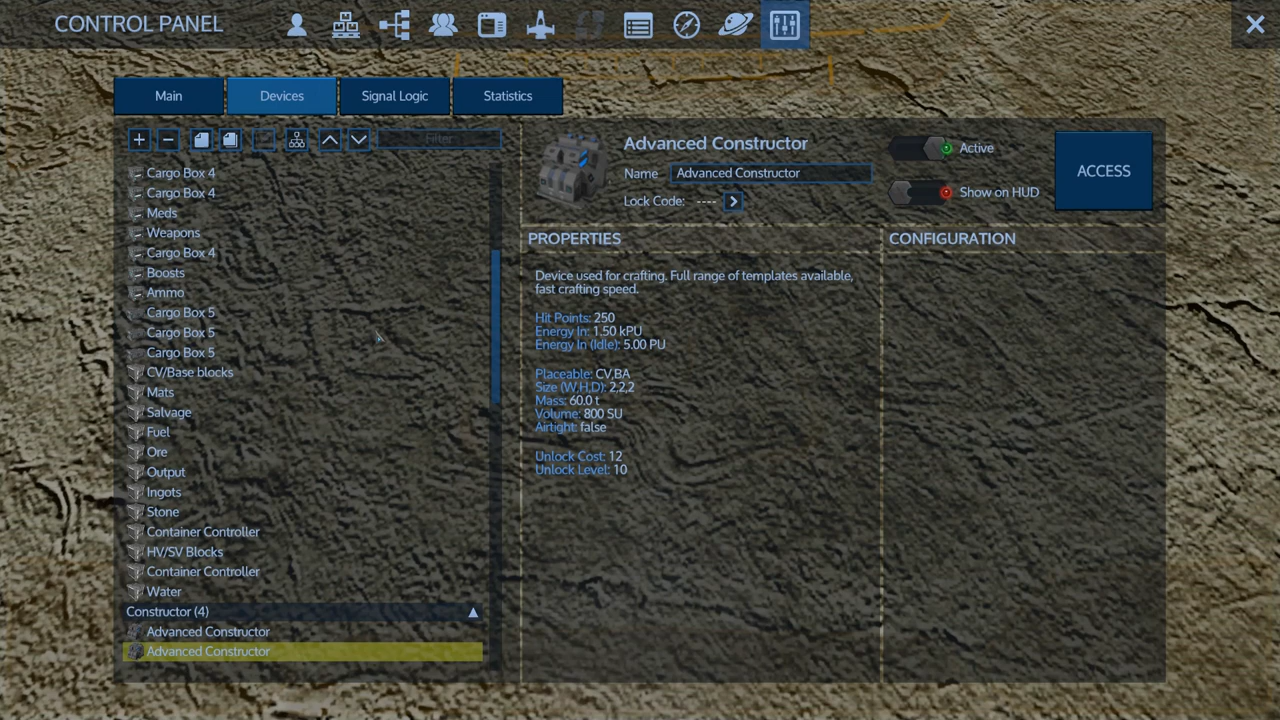 CONTROL PANEL
Main
Devices
Signal Logic
Statistics
Filter
Cargo Box 4
Cargo Box 4
Meds
Weapons
Cargo Box 4
Boosts
Ammo
Cargo Box 5
Cargo Box 5
Cargo Box 5
CV/Base blocks
Mats
Salvage
Fuel
Ore
Output
Ingots
Stone
Container Controller
HV/SV Blocks
Container Controller
Water
Constructor (4)
Advanced Constructor
Advanced Constructor
Advanced Constructor
Name Advanced Constructor
Lock Code: ----
Active
Show on HUD
ACCESS
PROPERTIES
Device used for crafting. Full range of templates available,
fast crafting speed.
Hit Points: 250
Energy In: 1.50 kPU
Energy In (Idle): 5.00 PU
Placeable: CV,BA
Size (W,H,D): 2,2,2
Mass: 60.0 t
Volume: 800 SU
Airtight: false
Unlock Cost: 12
Unlock Level: 10
CONFIGURATION